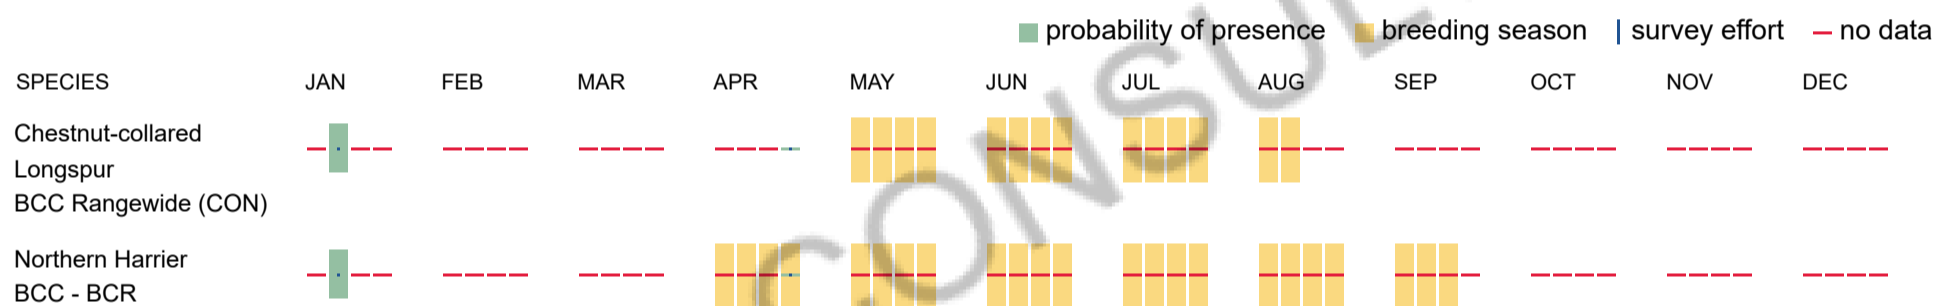 probability of presence breeding season survey effort no data
SPECIES JAN FEB MAR APR MAY JUN JUL AUG SEP OCT NOV DEC
Chestnut-collared
Longspur
BCC Rangewide (CON)
Northern Harrier
BCC - BCR